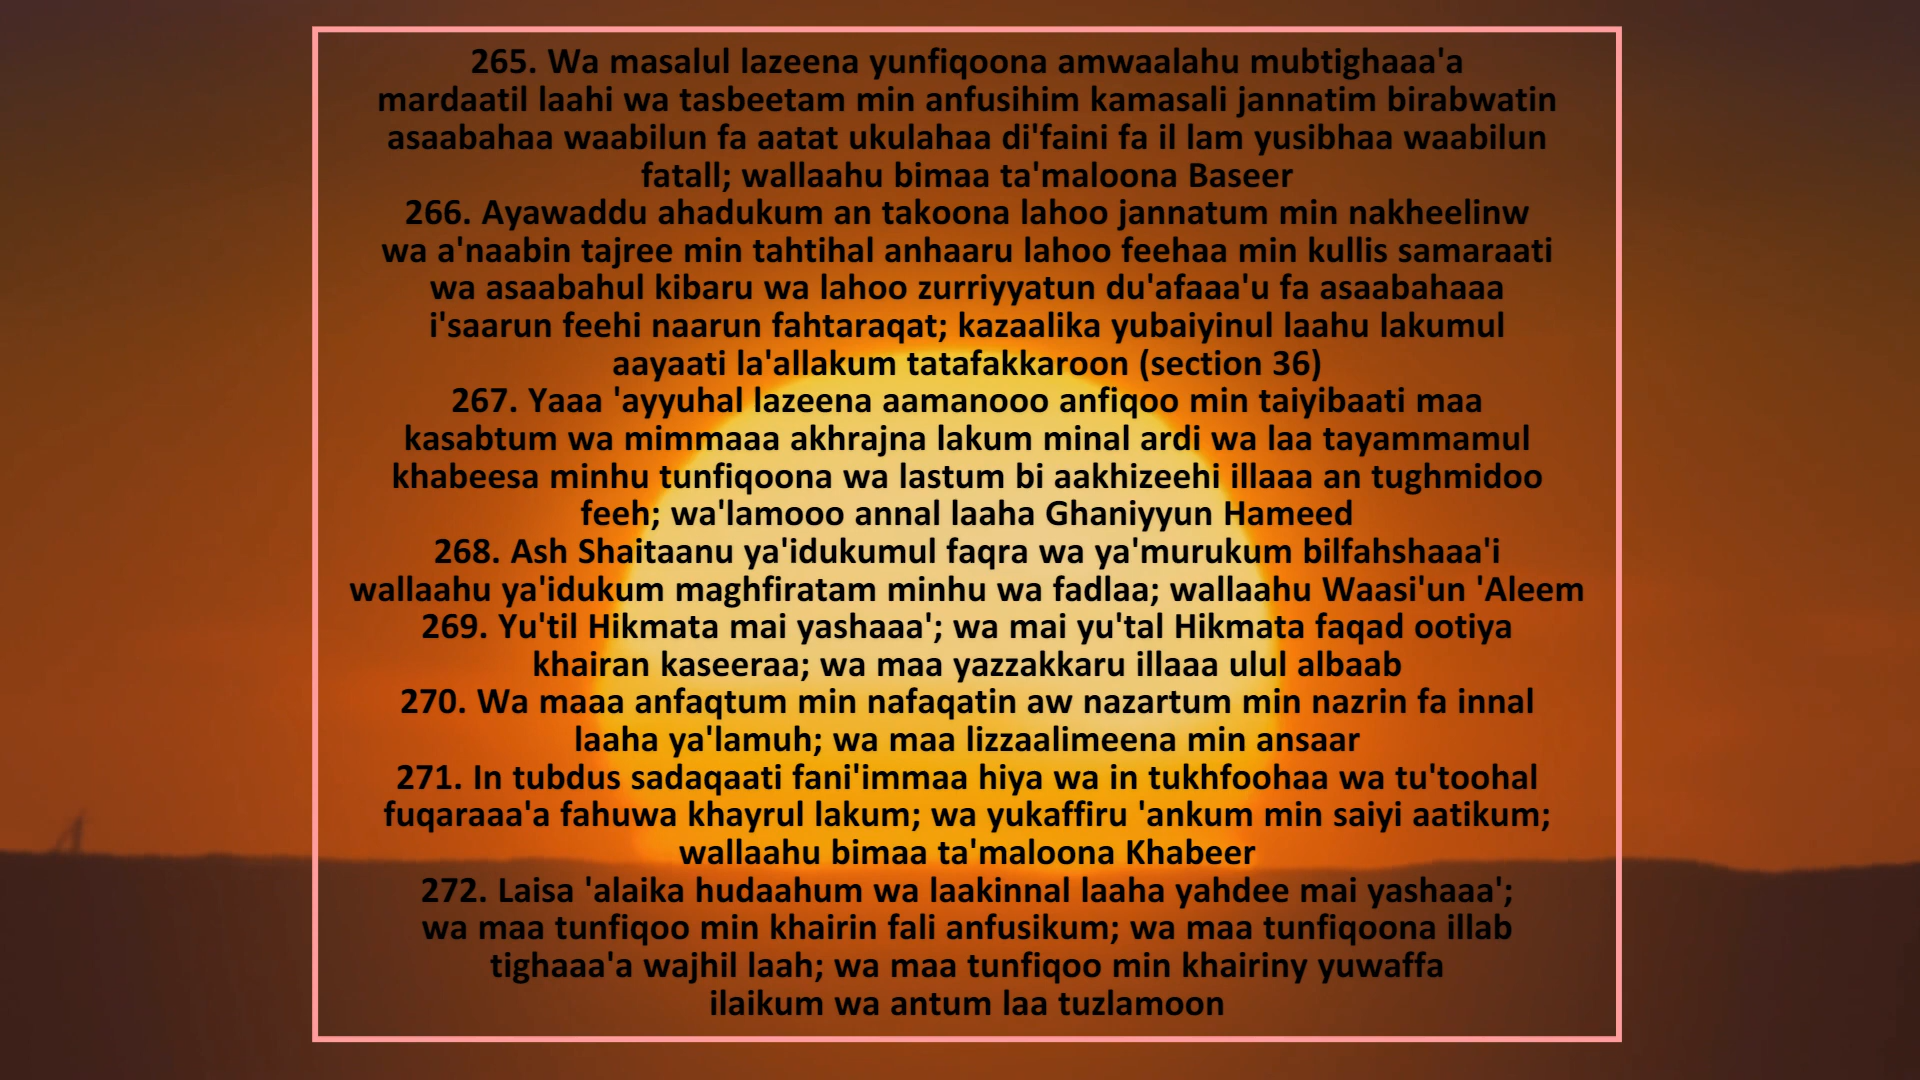 265. Wa masalul lazeena yunfiqoona amwaalahu mubtighaaa'a
mardaatil laahi wa tasbeetam min anfusihim kamasali jannatim birabwatin
asaabahaa waabilun fa aatat ukulahaa di'faini fa il lam yusibhaa waabilun
fatall; wallaahu bimaa ta'maloona Baseer
266. Ayawaddu ahadukum an takoona lahoo jannatum min nakheelinw
wa a'naabin tajree min tahtihal anhaaru lahoo feehaa min kullis samaraati
wa asaabahul kibaru wa lahoo zurriyyatun du'afaaa'u fa asaabahaaa
i'saarun feehi naarun fahtaraqat; kazaalika yubaiyinul laahu lakumul
aayaati la'allakum tatafakkaroon (section 36)
267. Yaaa 'ayyuhal lazeena aamanooo anfiqoo min taiyibaati maa
kasabtum wa mimmaaa akhrajna lakum minal ardi wa laa tayammamul
khabeesa minhu tunfiqoona wa lastum bi aakhizeehi illaaa an tughmidoo
feeh; wa'lamooo annal laaha Ghaniyyun Hameed
268. Ash Shaitaanu ya'idukumul faqra wa ya'murukum bilfahshaaa'i
wallaahu ya'idukum maghfiratam minhu wa fadlaa; wallaahu Waasi'un 'Aleem
269. Yu'til Hikmata mai yashaaa'; wa mai yu'tal Hikmata faqad ootiya
khairan kaseeraa; wa maa yazzakkaru illaaa ulul albaab
270. Wa maaa anfaqtum min nafaqatin aw nazartum min nazrin fa innal
laaha ya'lamuh; wa maa lizzaalimeena min ansaar
271. In tubdus sadaqaati fani'immaa hiya wa in tukhfoohaa wa tu'toohal
fuqaraaa'a fahuwa khayrul lakum; wa yukaffiru 'ankum min saiyi aatikum;
wallaahu bimaa ta'maloona Khabeer
272. Laisa 'alaika hudaahum wa laakinnal laaha yahdee mai yashaaa';
wa maa tunfiqoo min khairin fali anfusikum; wa maa tunfiqoona illab
tighaaa'a wajhil laah; wa maa tunfiqoo min khairiny yuwaffa
ilaikum wa antum laa tuzlamoon